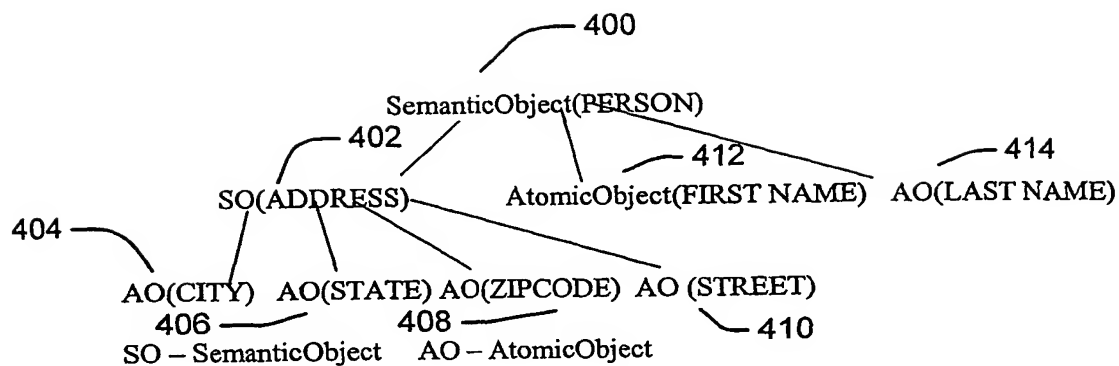 400
SemanticObject(PERSON)
402 412 414
SO(ADDRESS) AtomicObject(FIRST NAME) AO(LAST NAME)
404
AO(CITY) AO(STATE) AO(ZIPCODE) AO (STREET)
406 408 410
SO – SemanticObject AO – AtomicObject